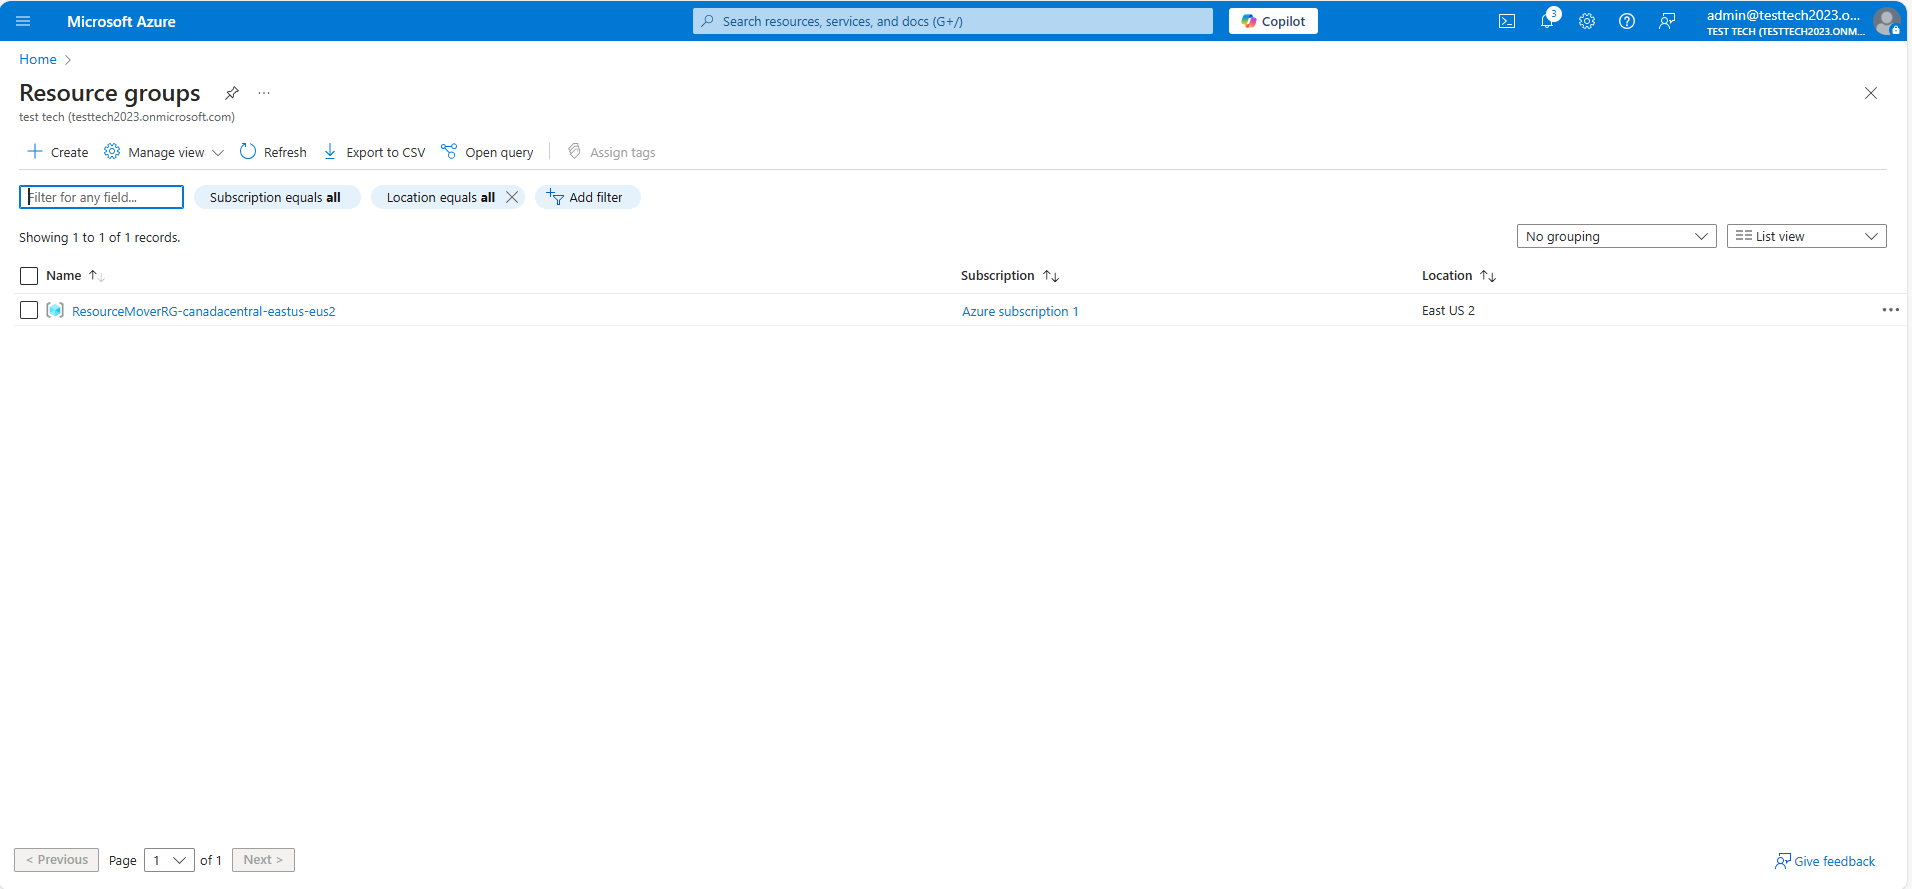 Microsoft Azure
Search resources, services, and docs (G+/)
Copilot
3
admin@testtech2023.o...
TEST TECH (TESTTECH2023.ONM...
Home
Resource groups
test tech (testtech2023.onmicrosoft.com)
Create
Manage view
Refresh
Export to CSV
Open query
Assign tags
Filter for any field...
Subscription equals all
Location equals all
Add filter
Showing 1 to 1 of 1 records.
No grouping
List view
Name
Subscription
Location
ResourceMoverRG-canadacentral-eastus-eus2
Azure subscription 1
East US 2
< Previous
Page
1
of 1
Next >
Give feedback